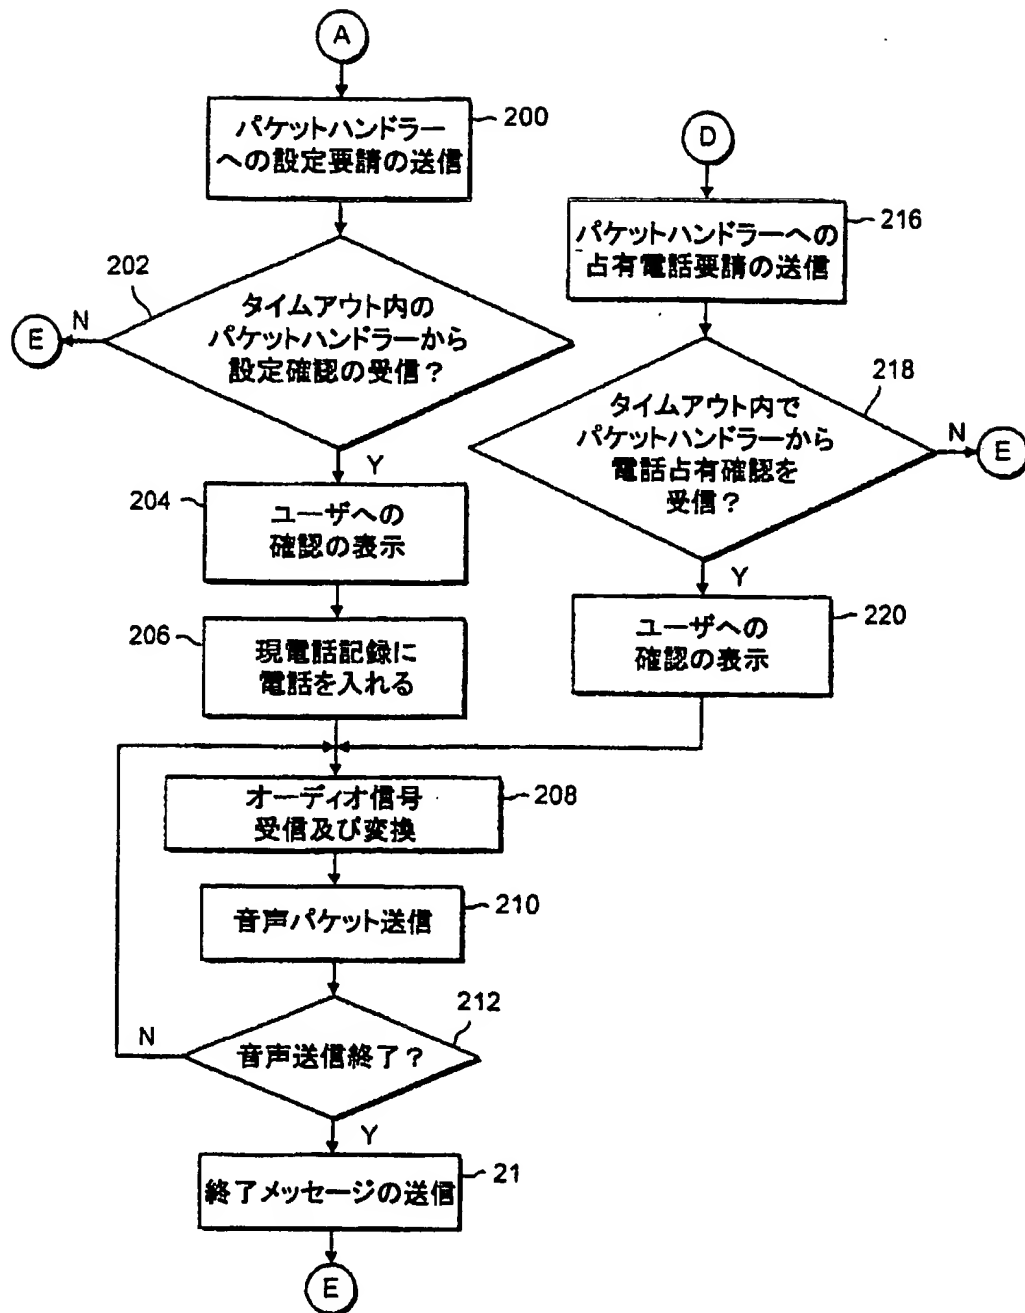 A
パケットハンドラー
への設定要請の送信
200
202
タイムアウト内の
パケットハンドラーから
設定確認の受信？
N
E
Y
204
ユーザへの
確認の表示
206
現電話記録に
電話を入れる
D
パケットハンドラーへの
占有電話要請の送信
216
タイムアウト内で
パケットハンドラーから
電話占有確認を
受信？
218
N
E
Y
ユーザへの
確認の表示
220
オーディオ信号
受信及び変換
208
音声パケット送信
210
音声送信終了？
212
N
Y
終了メッセージの送信
21
E